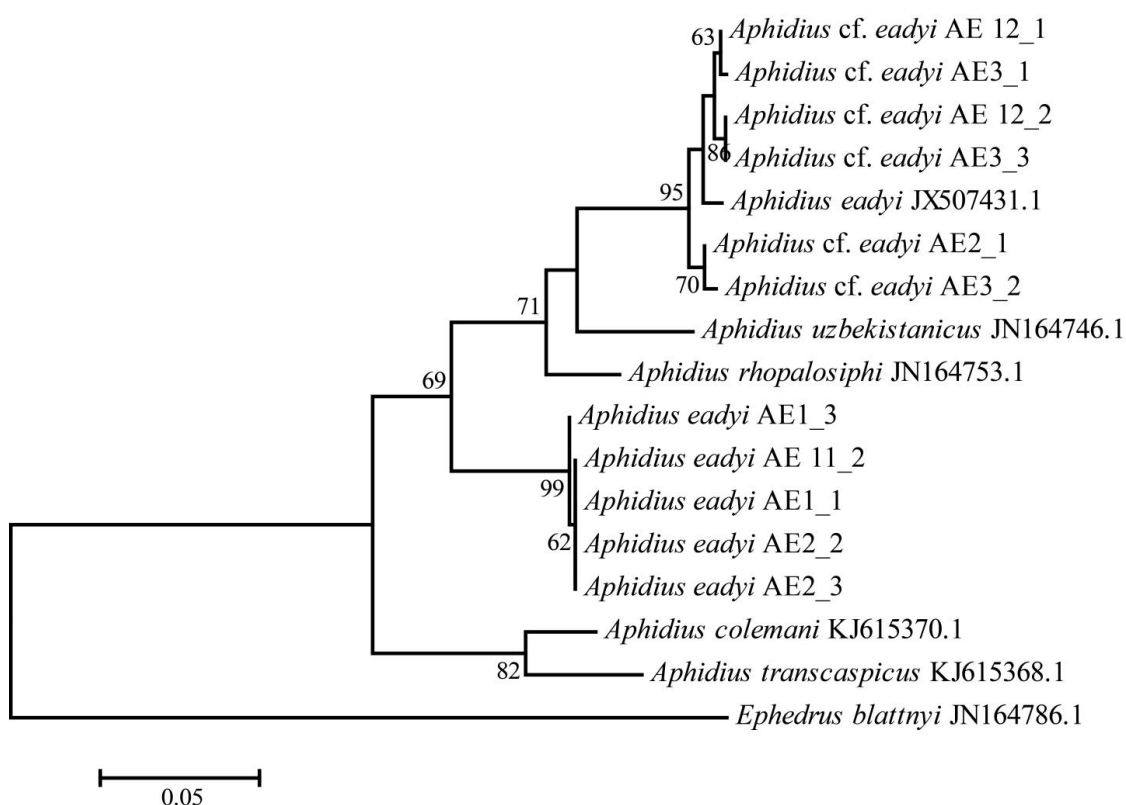 63
Aphidius cf. eadyi AE 12_1
Aphidius cf. eadyi AE3_1
Aphidius cf. eadyi AE 12_2
86
Aphidius cf. eadyi AE3_3
95
Aphidius eadyi JX507431.1
Aphidius cf. eadyi AE2_1
70
Aphidius cf. eadyi AE3_2
71
Aphidius uzbekistanicus JN164746.1
Aphidius rhopalosiphi JN164753.1
69
Aphidius eadyi AE1_3
Aphidius eadyi AE 11_2
99
Aphidius eadyi AE1_1
62
Aphidius eadyi AE2_2
Aphidius eadyi AE2_3
Aphidius colemani KJ615370.1
82
Aphidius transcaspicus KJ615368.1
Ephedrus blattnyi JN164786.1
0.05